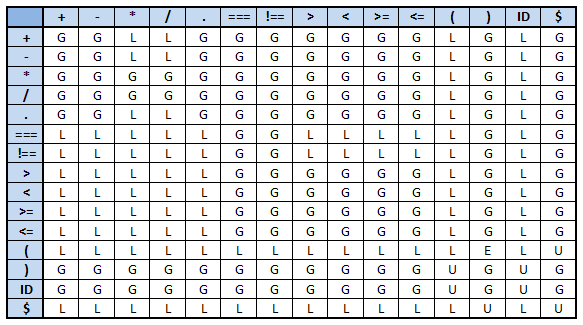 + - * / . === !== > < >= <= ( ) ID $
+ G G L L G G G G G G G L G L G
- G G L L G G G G G G G L G L G
* G G G G G G G G G G G L G L G
/ G G G G G G G G G G G L G L G
. G G L L G G G G G G G L G L G
=== L L L L L G G L L L L L G L G
!== L L L L L G G L L L L L G L G
> L L L L L G G G G G G L G L G
< L L L L L G G G G G G L G L G
>= L L L L L G G G G G G L G L G
<= L L L L L G G G G G G L G L G
( L L L L L L L L L L L L E L U
) G G G G G G G G G G G U G U G
ID G G G G G G G G G G G U G U G
$ L L L L L L L L L L L L U L U